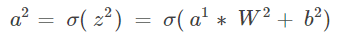 a² = σ( z²) = σ( a¹ * W² + b²)